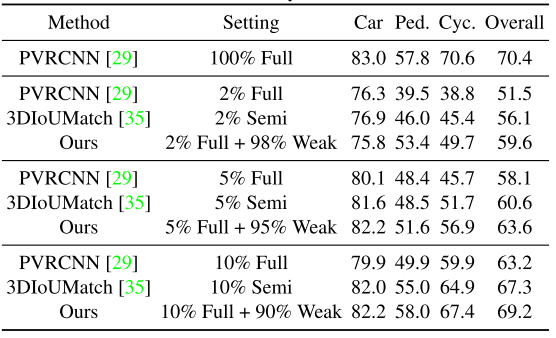 Method Setting Car Ped. Cyc. Overall
PVRCNN [29] 100% Full 83.0 57.8 70.6 70.4
PVRCNN [29] 2% Full 76.3 39.5 38.8 51.5
3DIoUMatch [35] 2% Semi 76.9 46.0 45.4 56.1
Ours 2% Full + 98% Weak 75.8 53.4 49.7 59.6
PVRCNN [29] 5% Full 80.1 48.4 45.7 58.1
3DIoUMatch [35] 5% Semi 81.6 48.5 51.7 60.6
Ours 5% Full + 95% Weak 82.2 51.6 56.9 63.6
PVRCNN [29] 10% Full 79.9 49.9 59.9 63.2
3DIoUMatch [35] 10% Semi 82.0 55.0 64.9 67.3
Ours 10% Full + 90% Weak 82.2 58.0 67.4 69.2